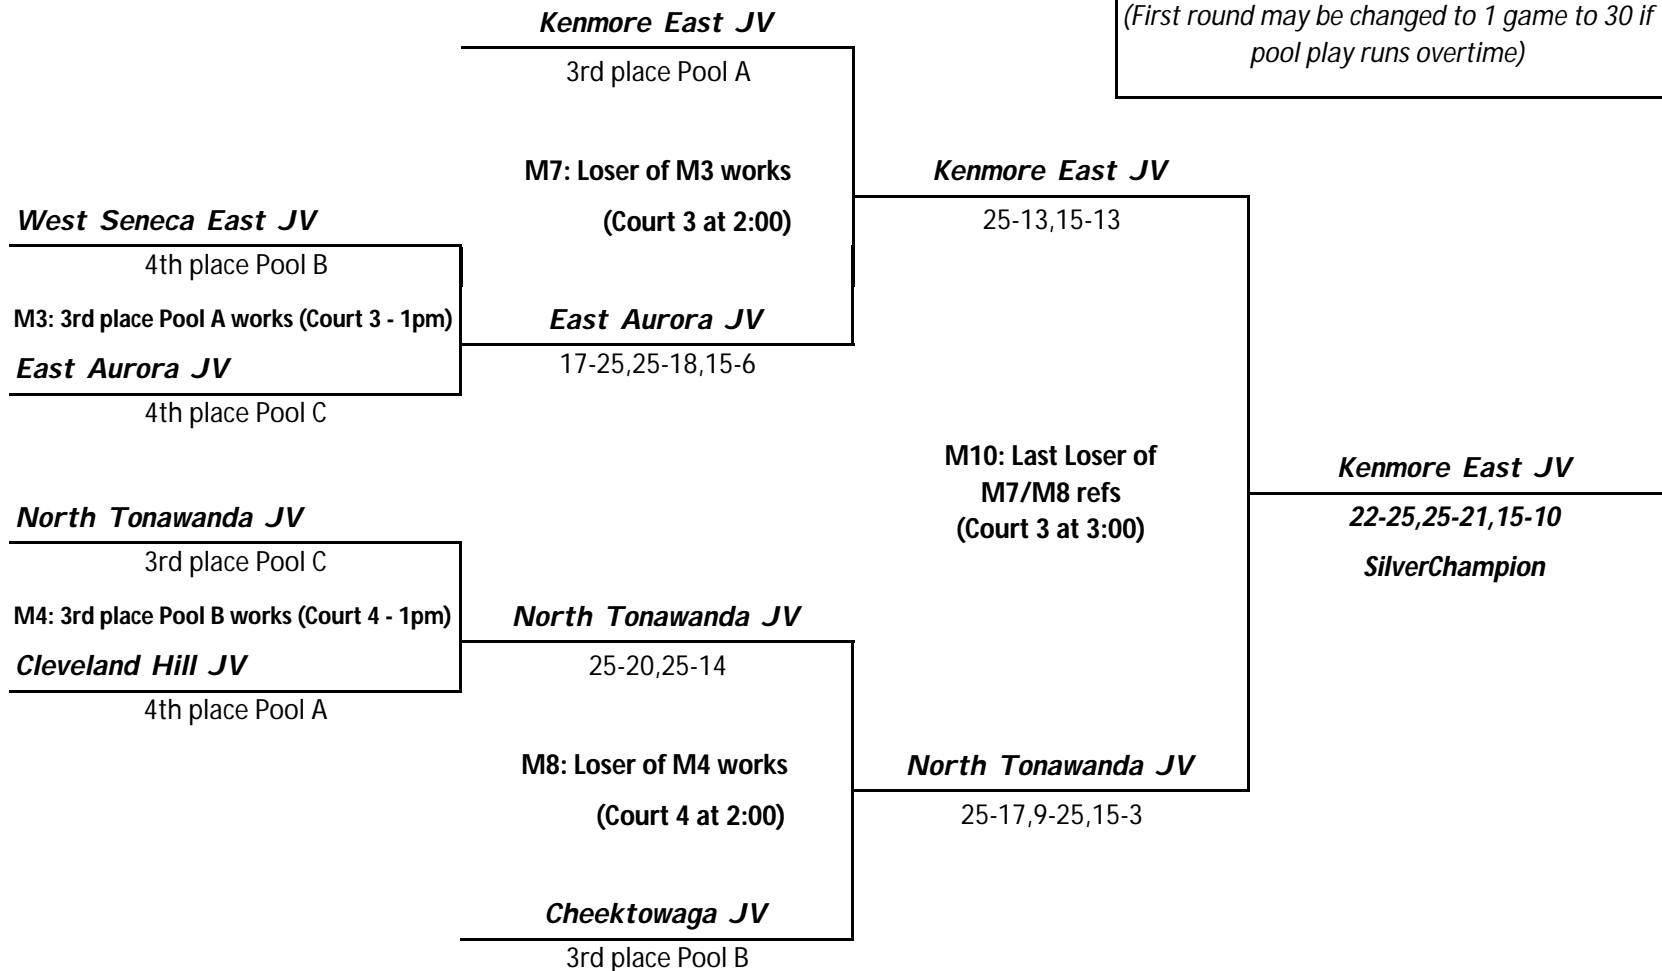 Kenmore East JV
3rd place Pool A
(First round may be changed to 1 game to 30 if
pool play runs overtime)
M7: Loser of M3 works
(Court 3 at 2:00)
Kenmore East JV
25-13,15-13
West Seneca East JV
4th place Pool B
M3: 3rd place Pool A works (Court 3 - 1pm)
East Aurora JV
4th place Pool C
East Aurora JV
17-25,25-18,15-6
M10: Last Loser of
M7/M8 refs
(Court 3 at 3:00)
Kenmore East JV
22-25,25-21,15-10
SilverChampion
North Tonawanda JV
3rd place Pool C
M4: 3rd place Pool B works (Court 4 - 1pm)
Cleveland Hill JV
4th place Pool A
North Tonawanda JV
25-20,25-14
M8: Loser of M4 works
(Court 4 at 2:00)
North Tonawanda JV
25-17,9-25,15-3
Cheektowaga JV
3rd place Pool B